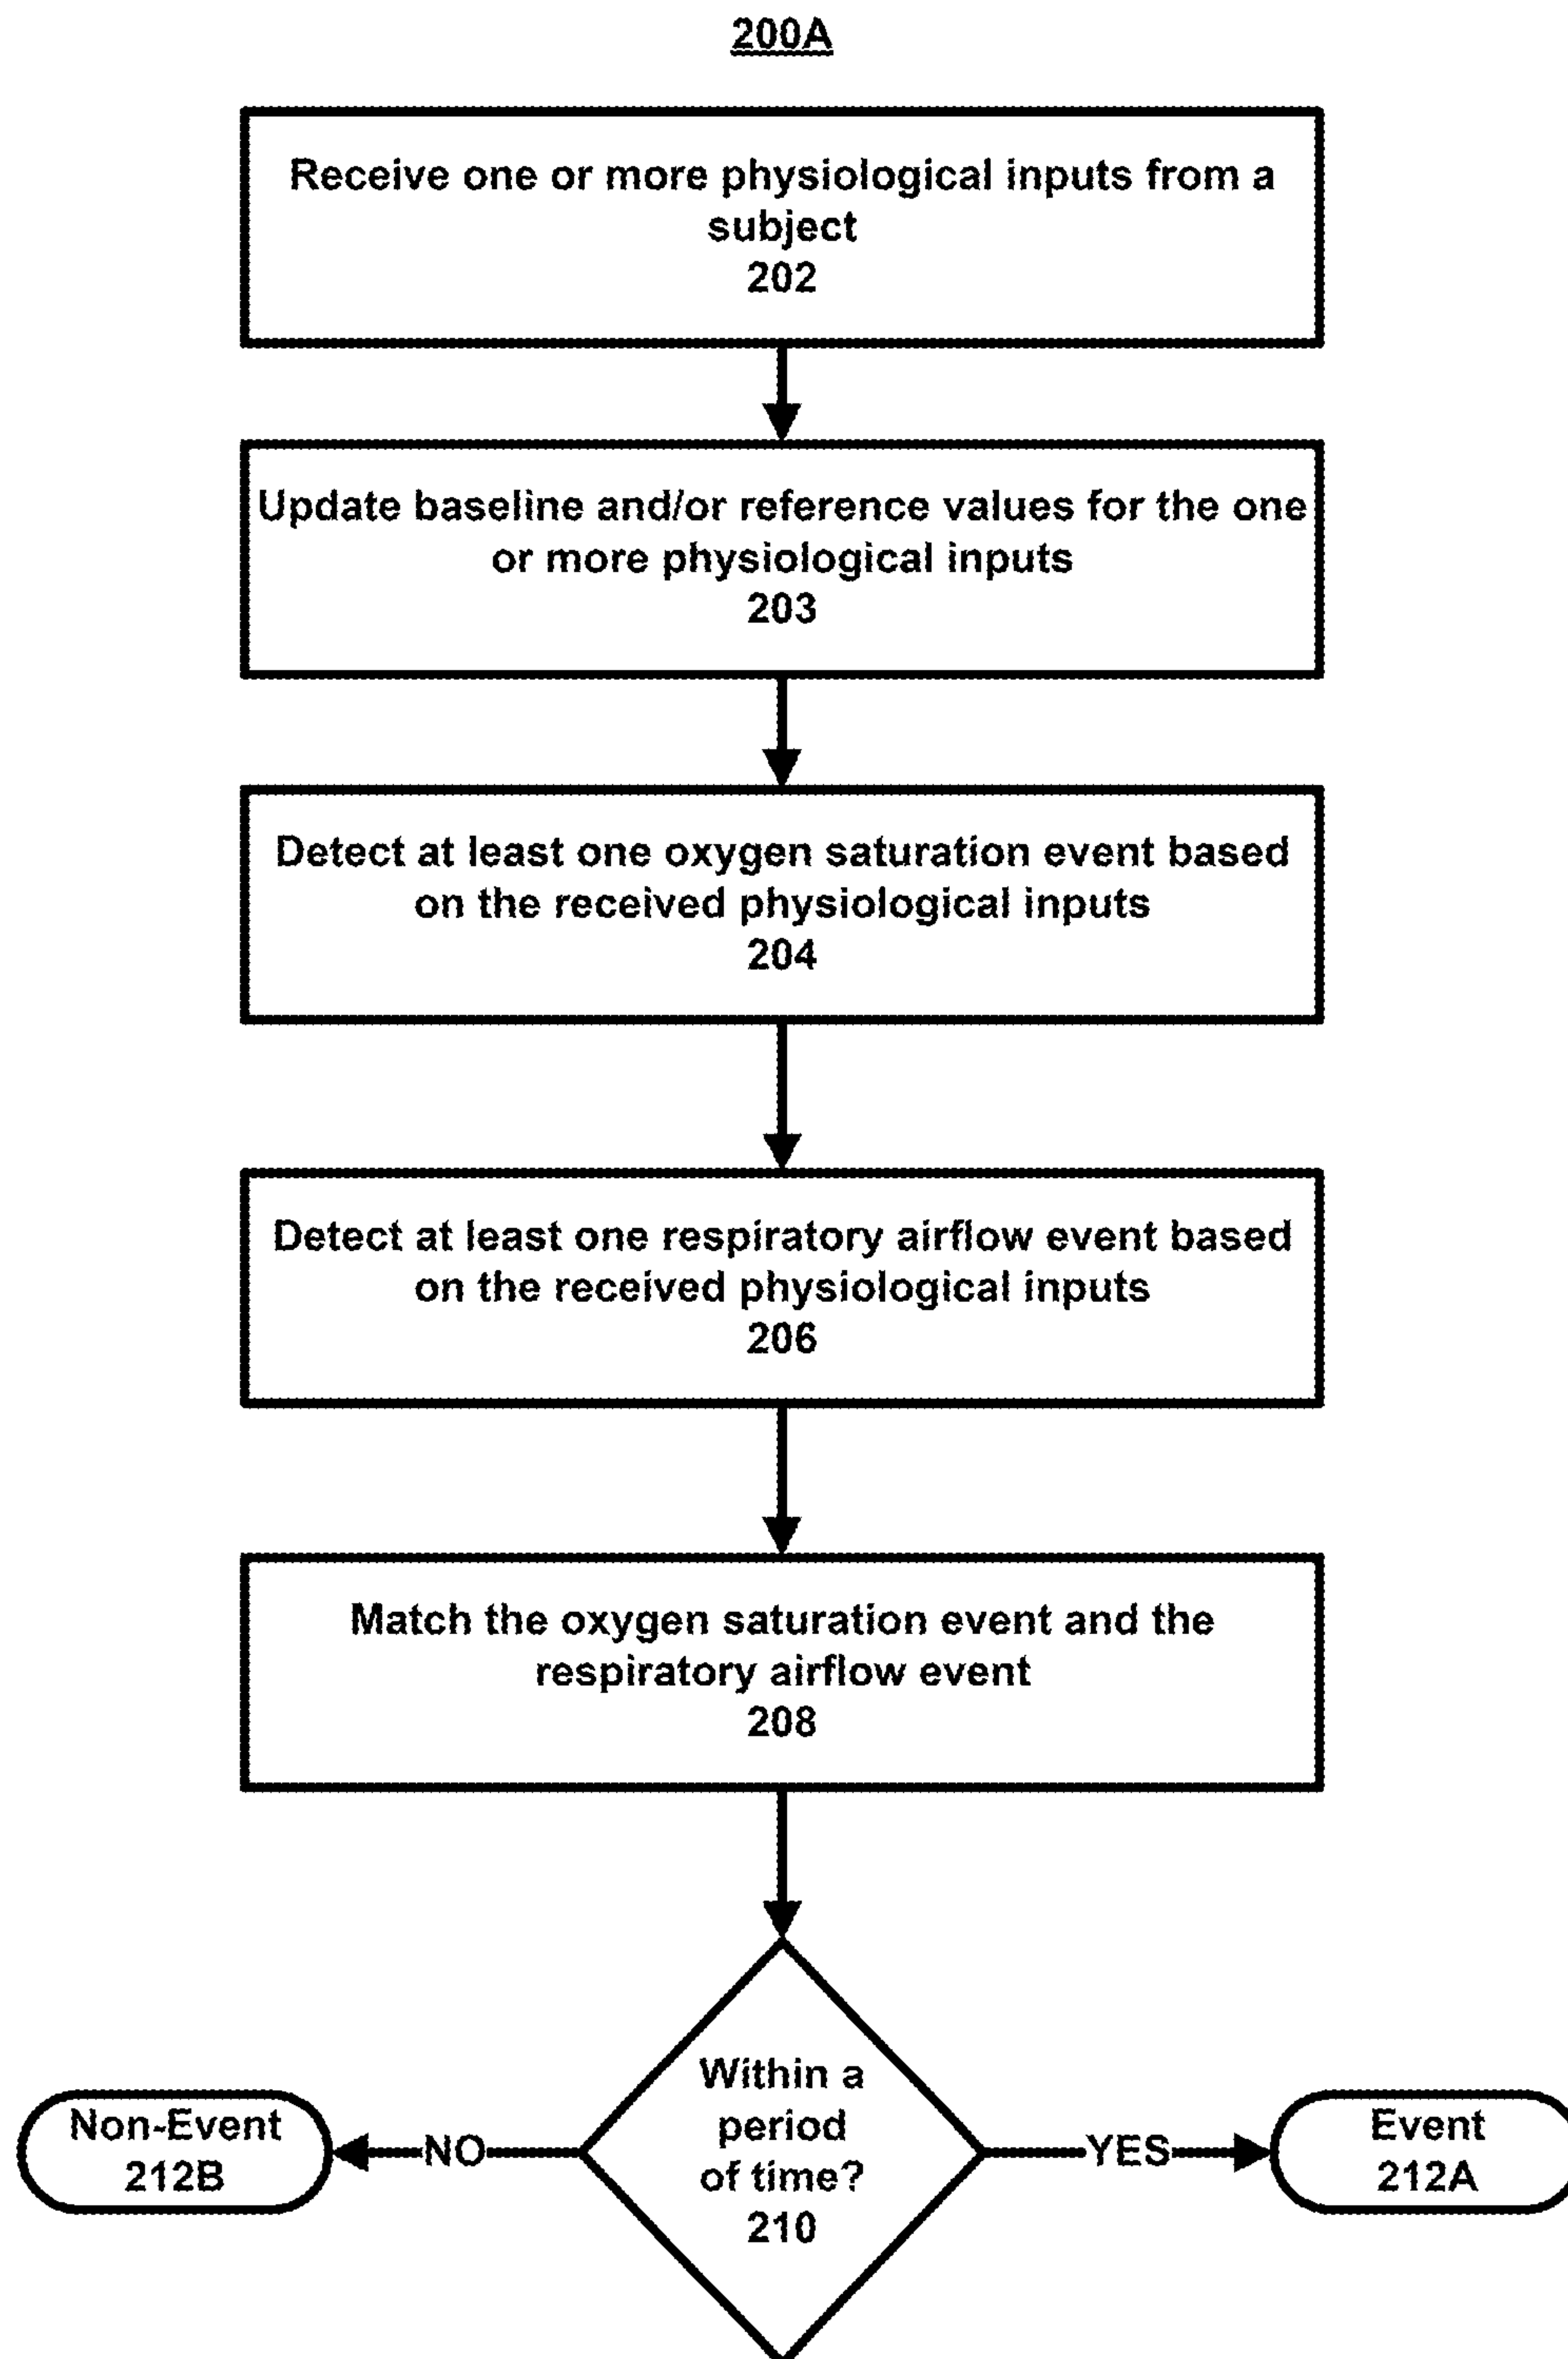 200A
Receive one or more physiological inputs from a
subject
202
Update baseline and/or reference values for the one
or more physiological inputs
203
Detect at least one oxygen saturation event based
on the received physiological inputs
204
Detect at least one respiratory airflow event based
on the received physiological inputs
206
Match the oxygen saturation event and the
respiratory airflow event
208
Within a
period
of time?
210
NO
Non-Event
212B
YES
Event
212A